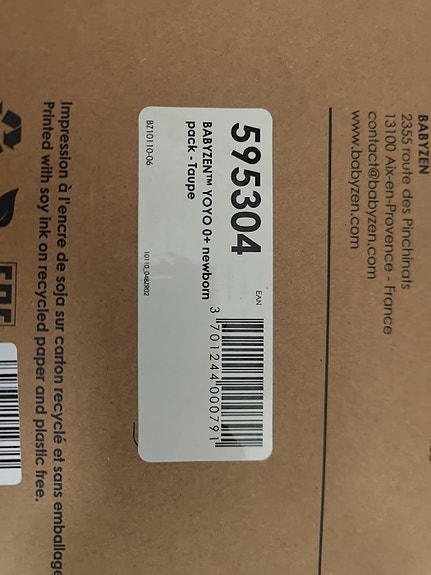 BABYZEN
2355 route des Pinchinats
13100 Aix-en-Provence - France
contact@babyzen.com
www.babyzen.com
595304
BABYZEN™ YOYO 0+ newborn
pack - Taupe
EAN
3 701244 000791
BZ10110-06
10110_04BZR02
Impression à l'encre de soja sur carton recyclé et sans emballage
Printed with soy ink on recycled paper and plastic free.
EAC